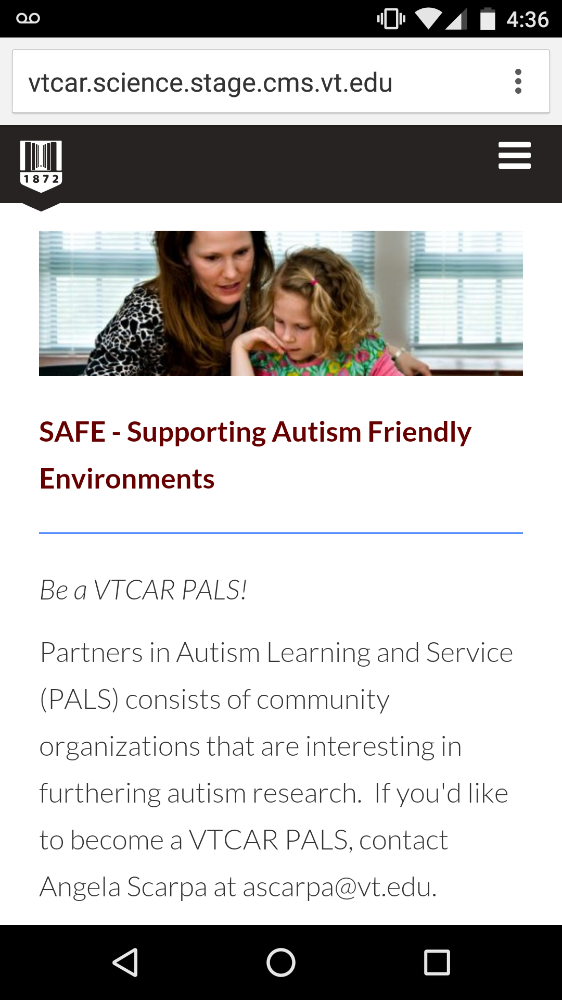 4:36
vtcar.science.stage.cms.vt.edu
1872
SAFE - Supporting Autism Friendly
Environments
Be a VTCAR PALS!
Partners in Autism Learning and Service
(PALS) consists of community
organizations that are interesting in
furthering autism research.  If you'd like
to become a VTCAR PALS, contact
Angela Scarpa at ascarpa@vt.edu.